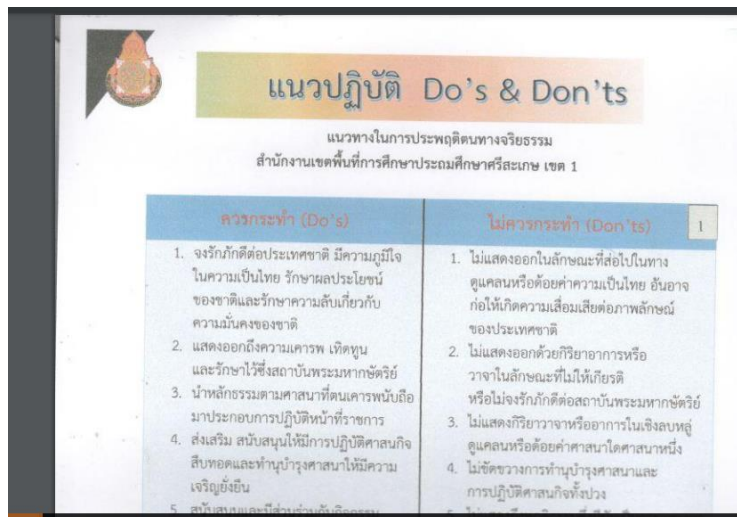 แนวปฏิบัติ Do's & Don'ts
แนวทางในการประพฤติตนทางจริยธรรม
สำนักงานเขตพื้นที่การศึกษาประถมศึกษาศรีสะเกษ เขต 1
ควรกระทำ (Do's)
1. จงรักภักดีต่อประเทศชาติ มีความภูมิใจ
ในความเป็นไทย รักษาผลประโยชน์
ของชาติและรักษาความลับเกี่ยวกับ
ความมั่นคงของชาติ
2. แสดงออกถึงความเคารพ เทิดทูน
และรักษาไว้ซึ่งสถาบันพระมหากษัตริย์
3. นำหลักธรรมตามศาสนาที่ตนเคารพนับถือ
มาประกอบการปฏิบัติหน้าที่ราชการ
4. ส่งเสริม สนับสนุนให้มีการปฏิบัติศาสนกิจ
สืบทอดและทำนุบำรุงศาสนาให้มีความ
เจริญยั่งยืน
5. สนับสนุนและมีส่วนร่วมกับกิจกรรม
ไม่ควรกระทำ (Don'ts)
1
1. ไม่แสดงออกในลักษณะที่ส่อไปในทาง
ดูแคลนหรือด้อยค่าความเป็นไทย อันอาจ
ก่อให้เกิดความเสื่อมเสียต่อภาพลักษณ์
ของประเทศชาติ
2. ไม่แสดงออกด้วยกิริยาอาการหรือ
วาจาในลักษณะที่ไม่ให้เกียรติ
หรือไม่จงรักภักดีต่อสถาบันพระมหากษัตริย์
3. ไม่แสดงกิริยาวาจาหรืออาการในเชิงลบหลู่
ดูแคลนหรือด้อยค่าศาสนาใดศาสนาหนึ่ง
4. ไม่ขัดขวางการทำนุบำรุงศาสนาและ
การปฏิบัติศาสนกิจทั้งปวง